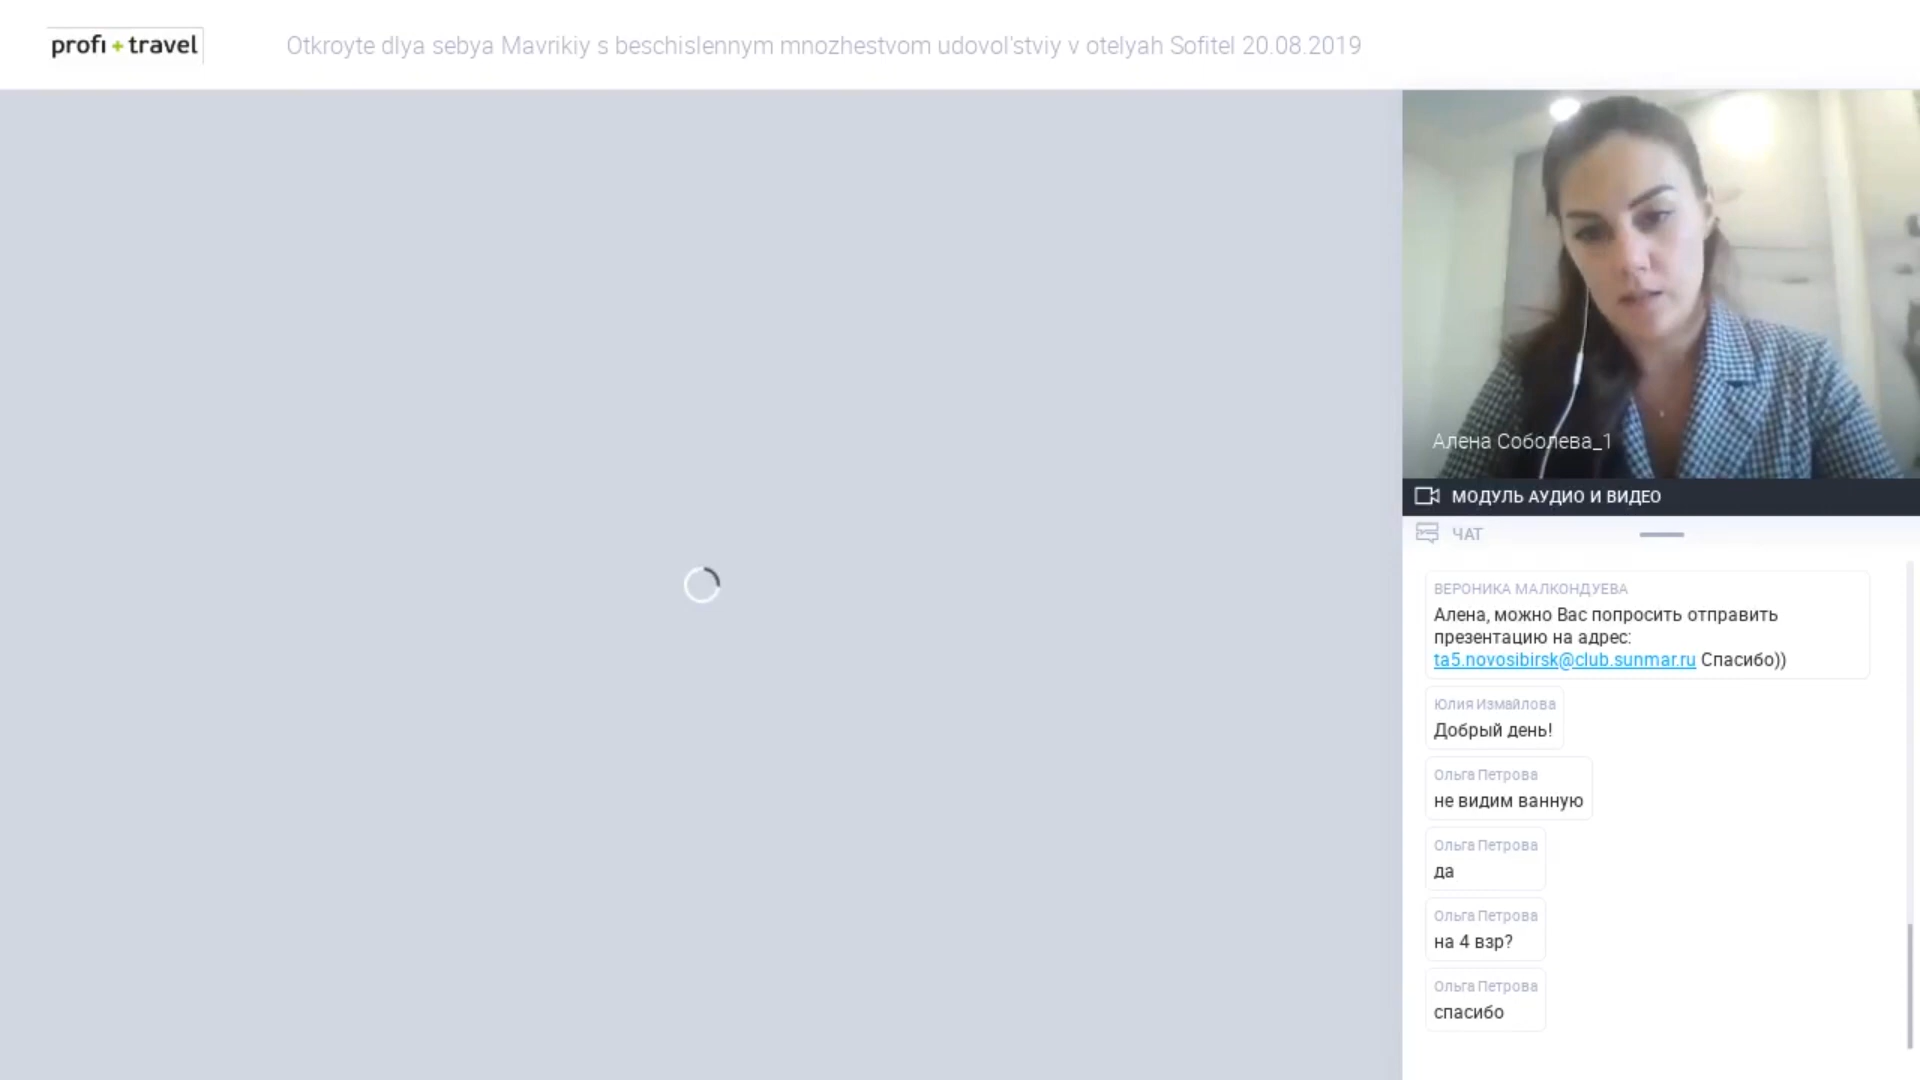 profi + travel
Otkroyte dlya sebya Mavrikiy s beschislennym mnozhestvom udovol'stviy v otelyah Sofitel 20.08.2019
Алена Соболева_1
МОДУЛЬ АУДИО И ВИДЕО
ЧАТ
ВЕРОНИКА МАЛКОНДУЕВА
Алена, можно Вас попросить отправить
презентацию на адрес:
ta5.novosibirsk@club.sunmar.ru Спасибо))
Юлия Измайлова
Добрый день!
Ольга Петрова
не видим ванную
Ольга Петрова
да
Ольга Петрова
на 4 взр?
Ольга Петрова
спасибо